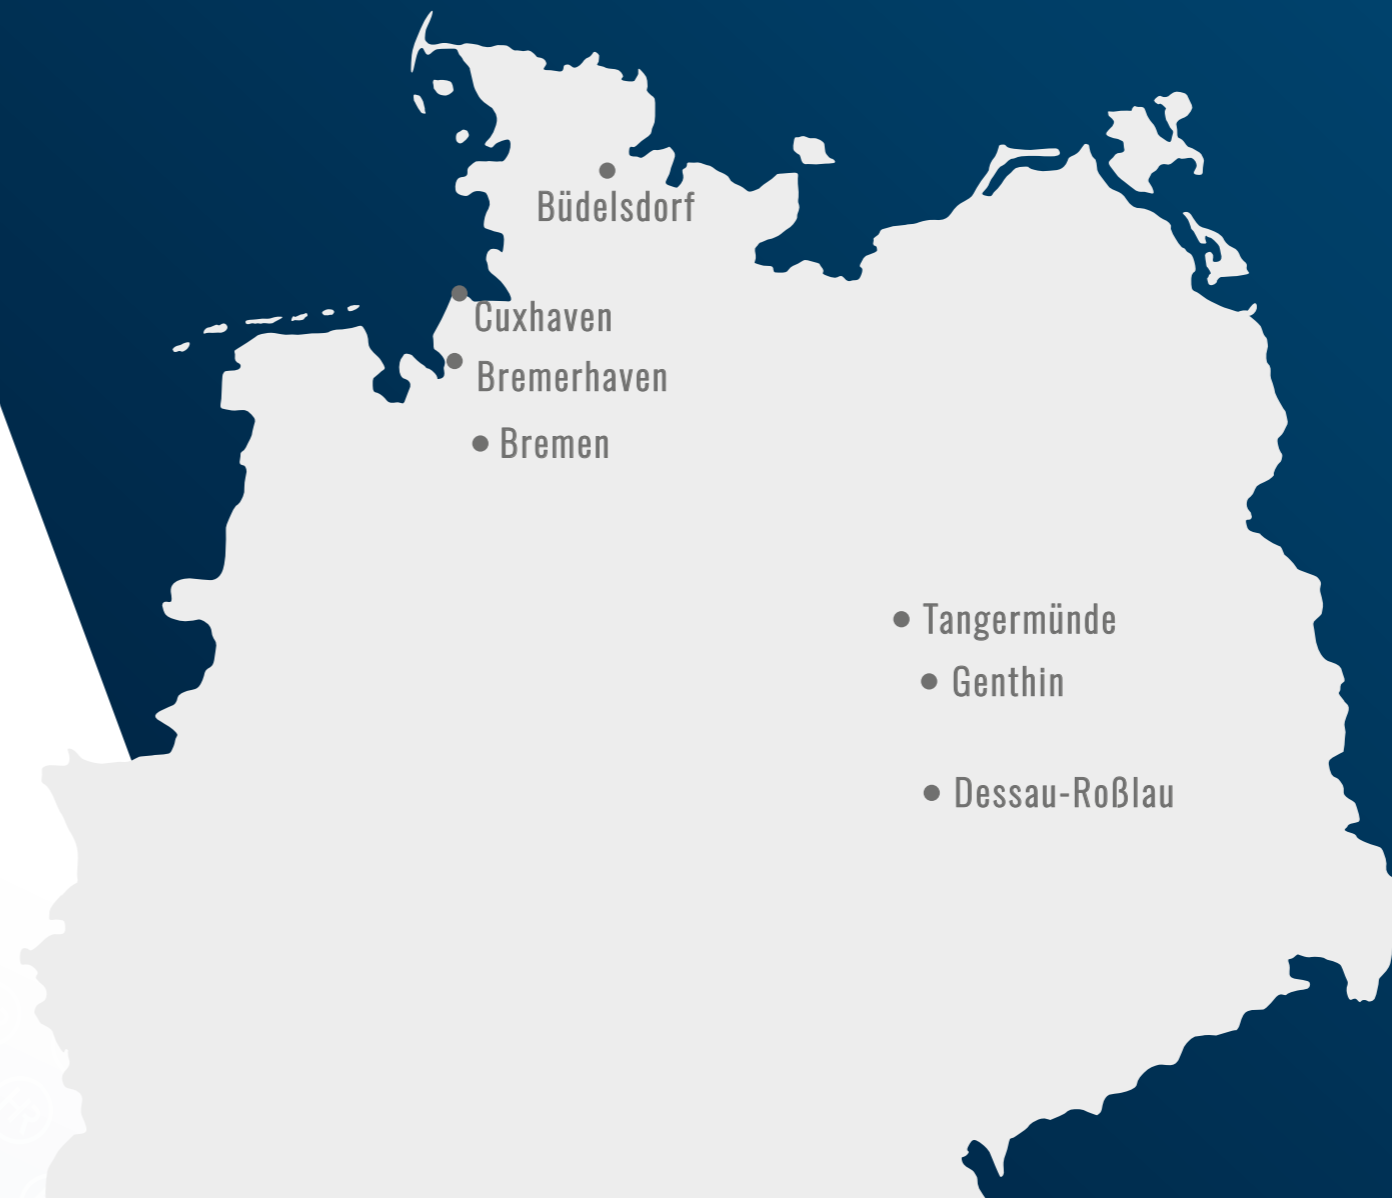 Büdelsdorf
Cuxhaven
Bremerhaven
Bremen
Tangermünde
Genthin
Dessau-Roßlau